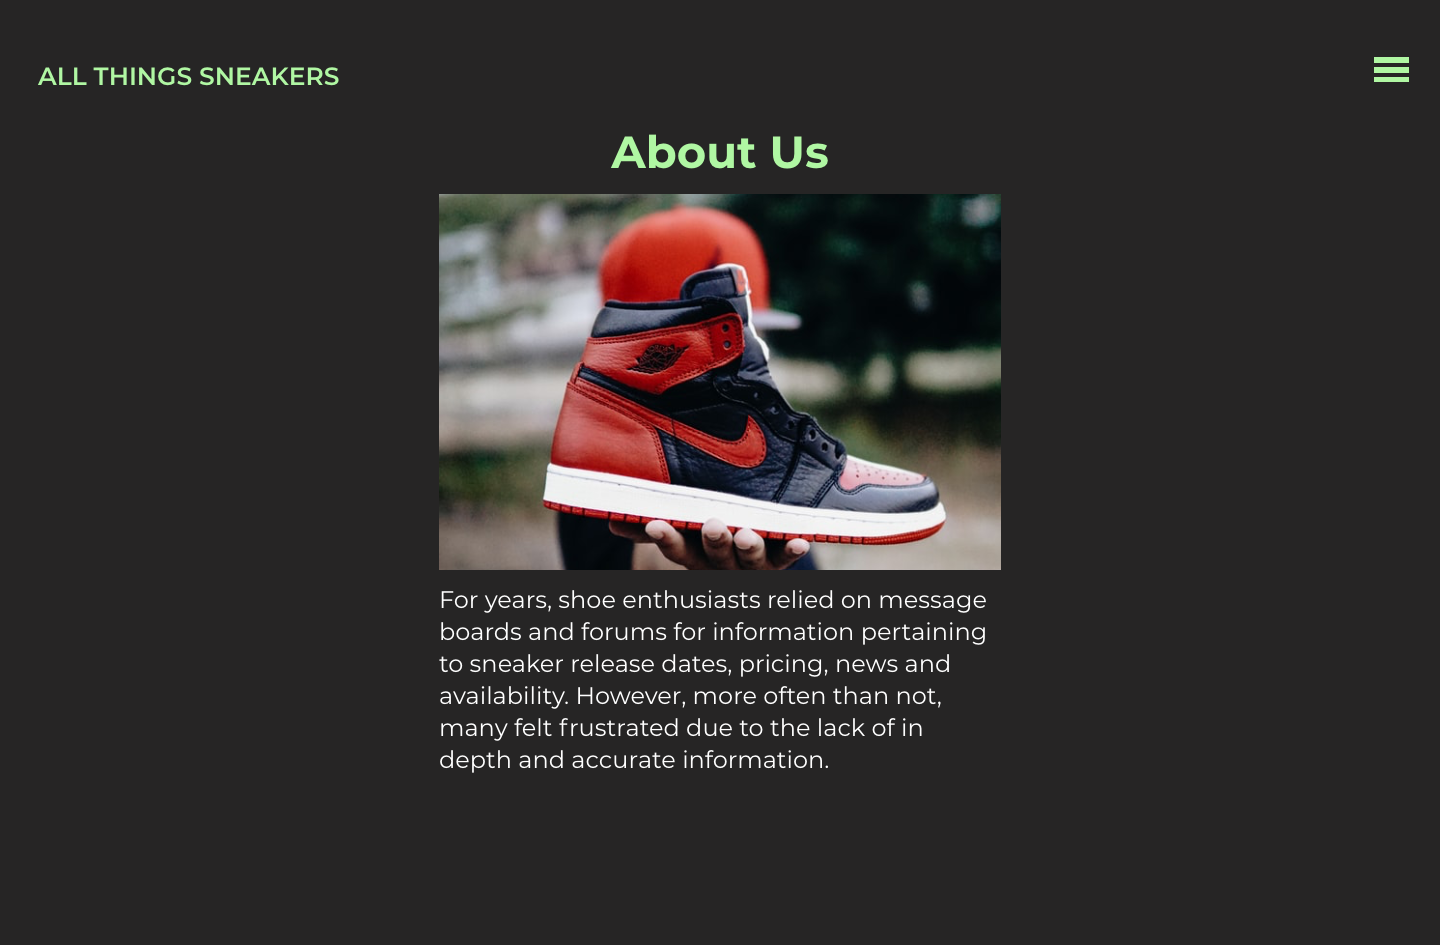 ALL THINGS SNEAKERS
About Us
For years, shoe enthusiasts relied on message
boards and forums for information pertaining
to sneaker release dates, pricing, news and
availability. However, more often than not,
many felt frustrated due to the lack of in
depth and accurate information.